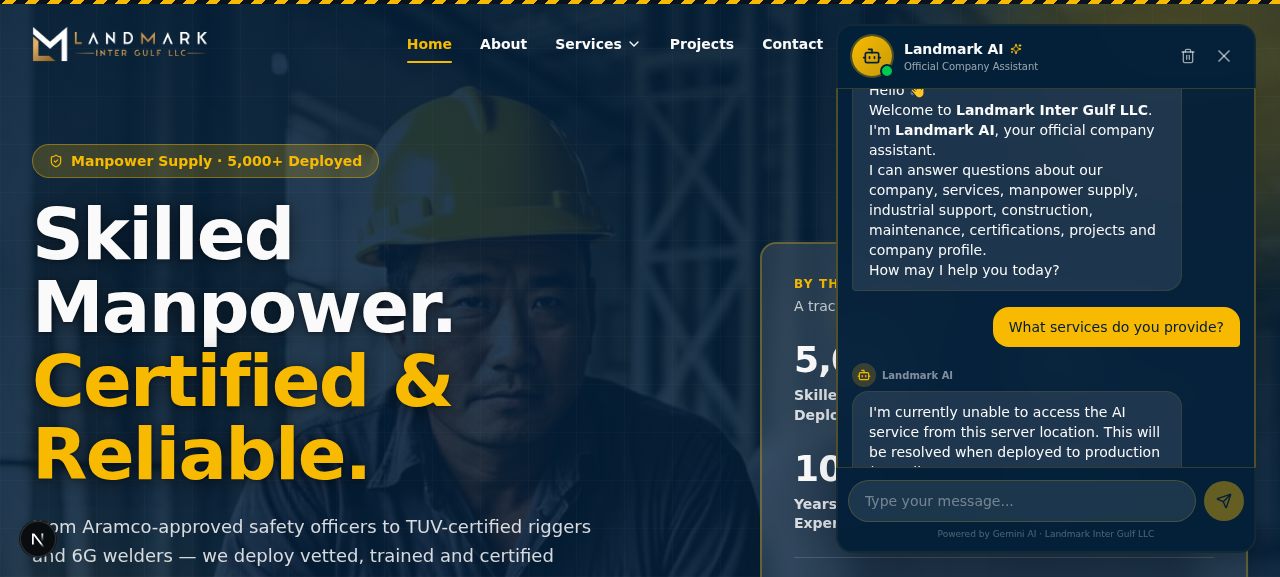 LANDMARK
INTER GULF LLC
Home
About
Services
Projects
Contact
Manpower Supply · 5,000+ Deployed
Skilled
Manpower.
Certified &
Reliable.
om Aramco-approved safety officers to TUV-certified riggers
and 6G welders — we deploy vetted, trained and certified
N
BY TH
A trac
5,
Skille
Deplo
10
Years
Exper
Landmark AI
Official Company Assistant
Hello 👋
Welcome to Landmark Inter Gulf LLC.
I'm Landmark AI, your official company
assistant.
I can answer questions about our
company, services, manpower supply,
industrial support, construction,
maintenance, certifications, projects and
company profile.
How may I help you today?
What services do you provide?
Landmark AI
I'm currently unable to access the AI
service from this server location. This will
be resolved when deployed to production
Type your message...
Powered by Gemini AI · Landmark Inter Gulf LLC